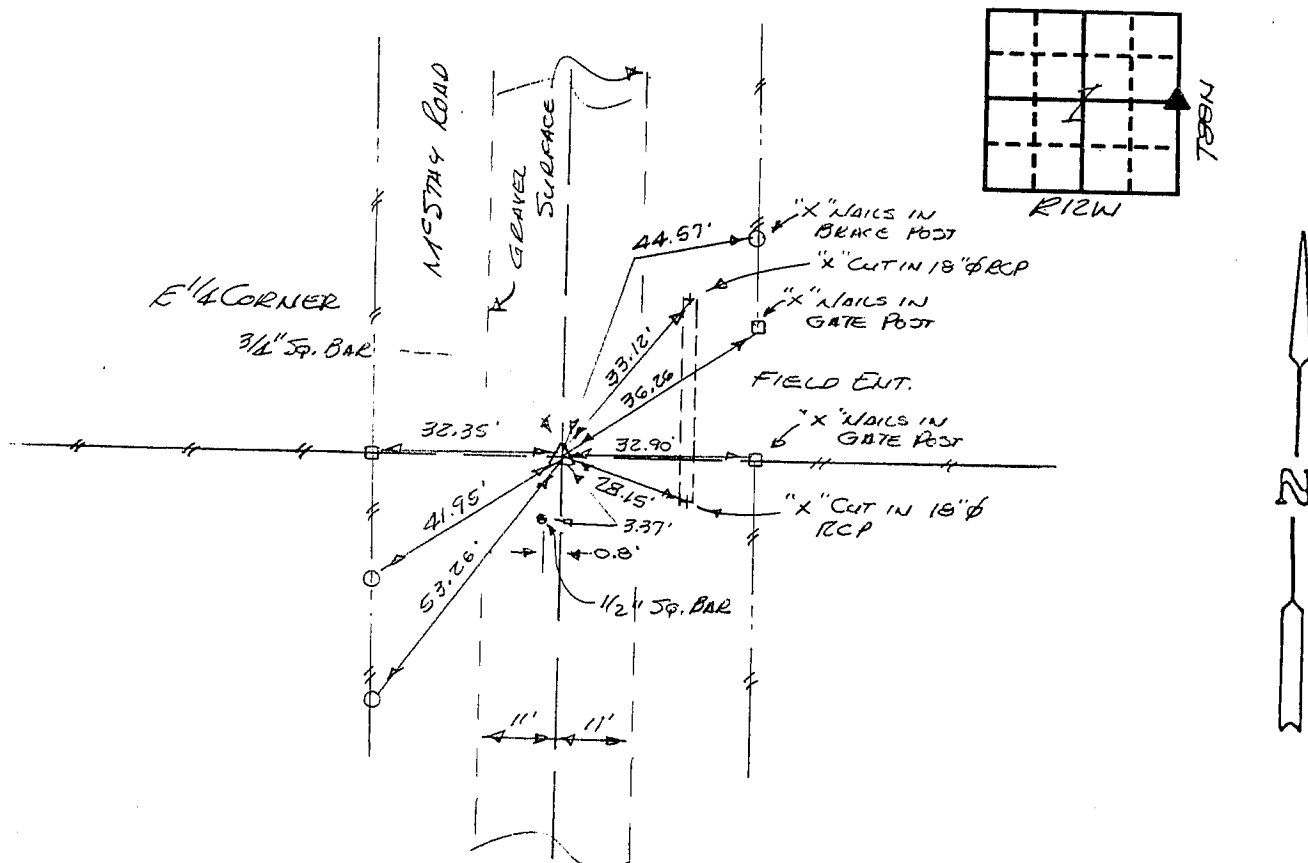 McSTAY ROAD
GRAVEL
SURFACE
T88N
R12W
44.57'
"X" NAILS IN
BRACE POST
"X" CUT IN 18"Φ RCP
"X" NAILS IN
GATE POST
E 1/4 CORNER
3/4" SQ. BAR
33.12'
36.26
FIELD ENT.
"X" NAILS IN
GATE POST
32.35'
32.90'
28.15'
"X" CUT IN 18"Φ
RCP
41.95'
53.26'
3.37'
0.8'
1/2" SQ. BAR
11'
11'
N